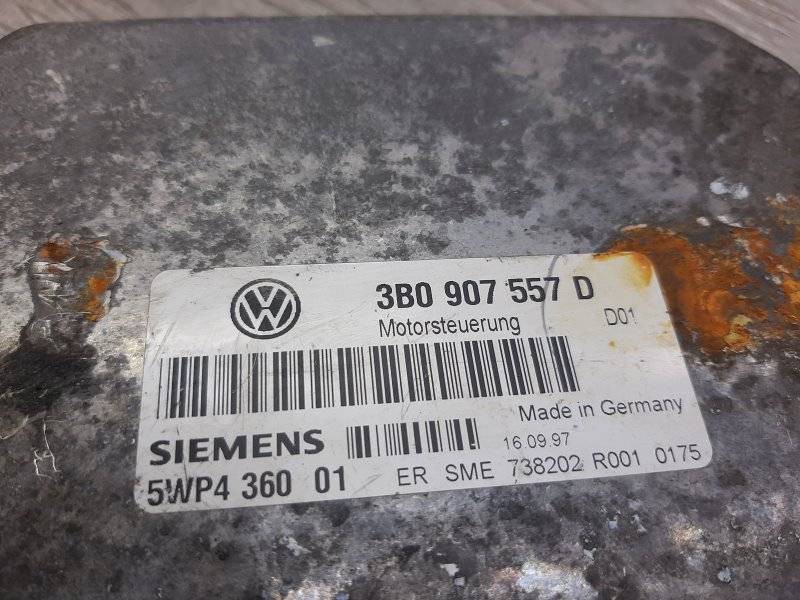 3B0 907 557 D
Motorsteuerung D01
Made in Germany
SIEMENS 16.09.97
5WP4 360 01 ER SME 738202 R001 0175